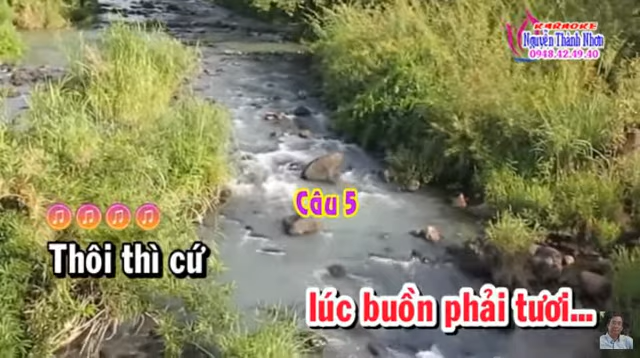 KARAOKE
Nguyễn Thành Nhơn
0948.42.49.40
Câu 5
Thôi thì cứ
lúc buồn phải tươi...